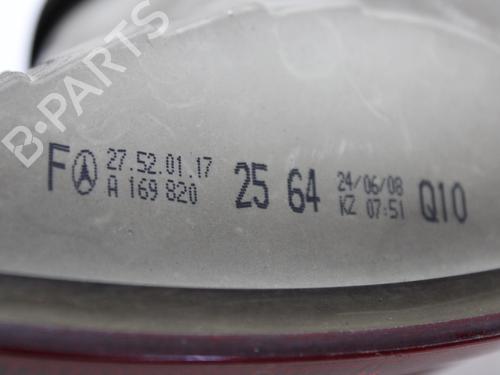 B-PARTS
F 27.52.01.17
A 169 820 25 64 24/06/08
KZ 07:51 Q10